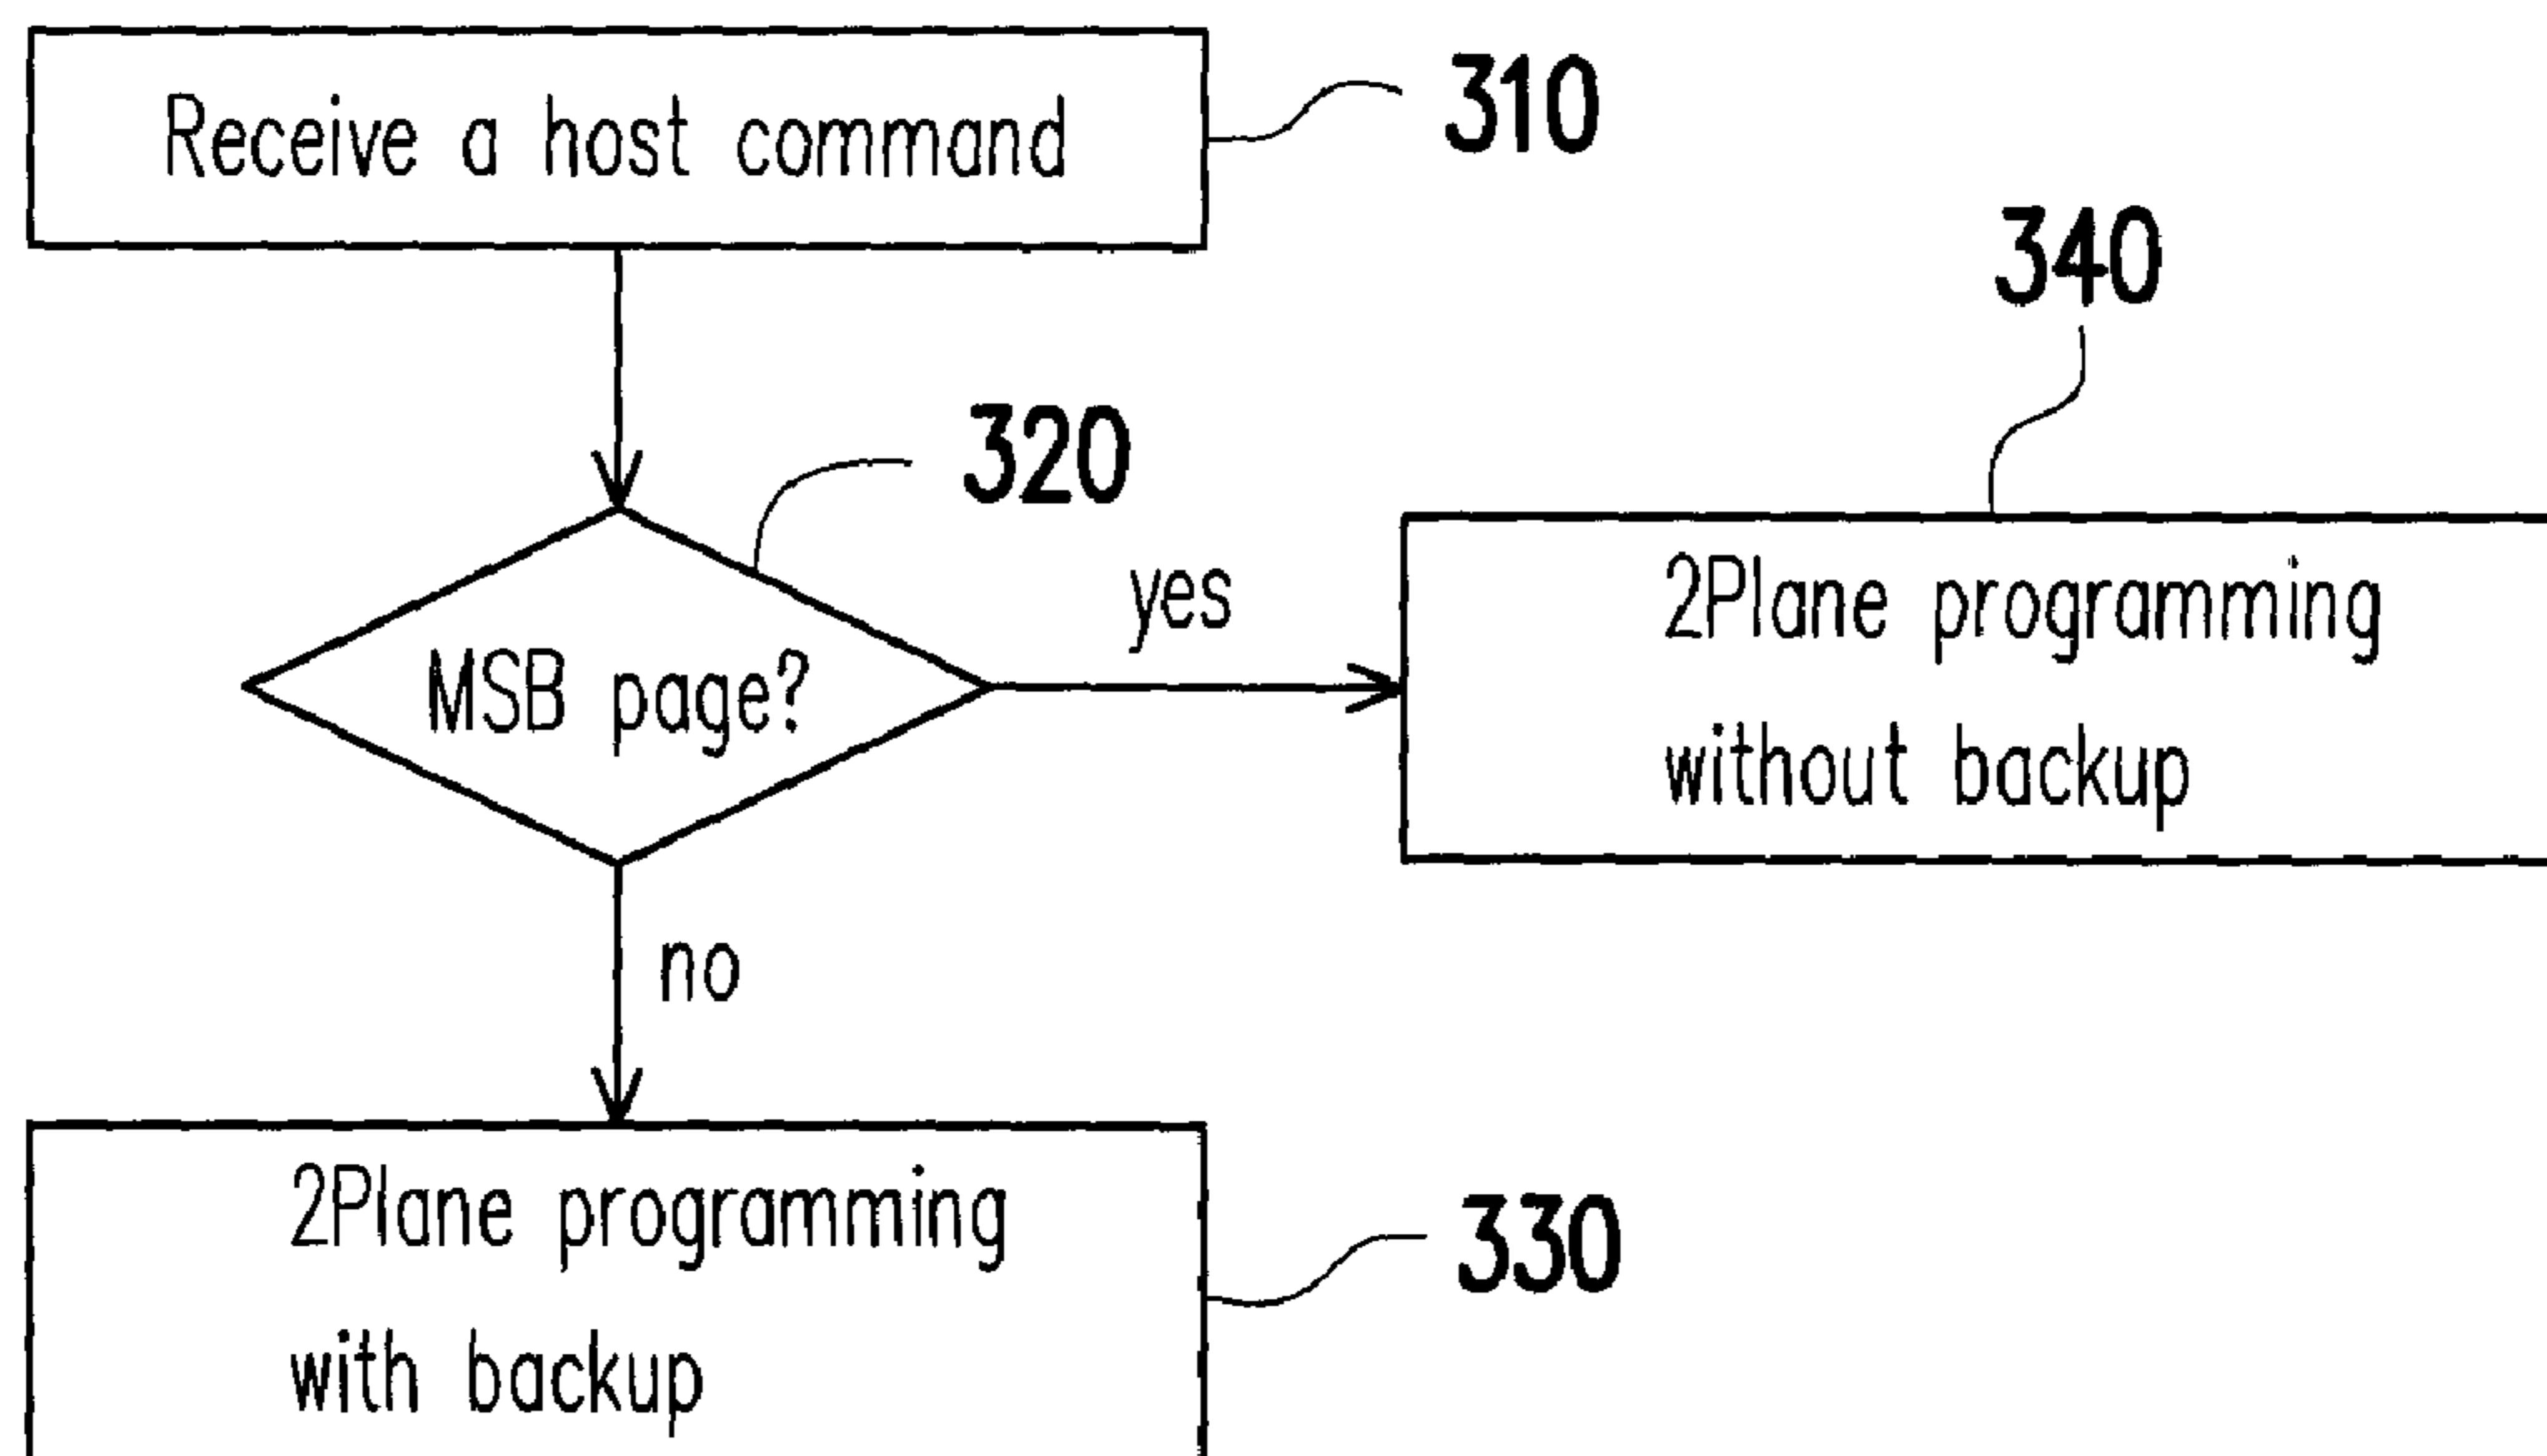 Receive a host command
310
340
320
MSB page?
yes
2Plane programming
without backup
no
2Plane programming
with backup
330